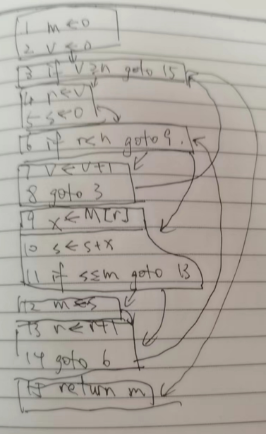 1 m ← 0
2 v ← 0
3 if v ≥ n goto 15
4 r ← v
5 s ← 0
6 if r < n goto 9.
7 v ← v+1
8 goto 3
9 x ← M[r]
10 s ← s+x
11 if s ≤ m goto 13
12 m ← s
13 r ← r+1
14 goto 6
15 return m